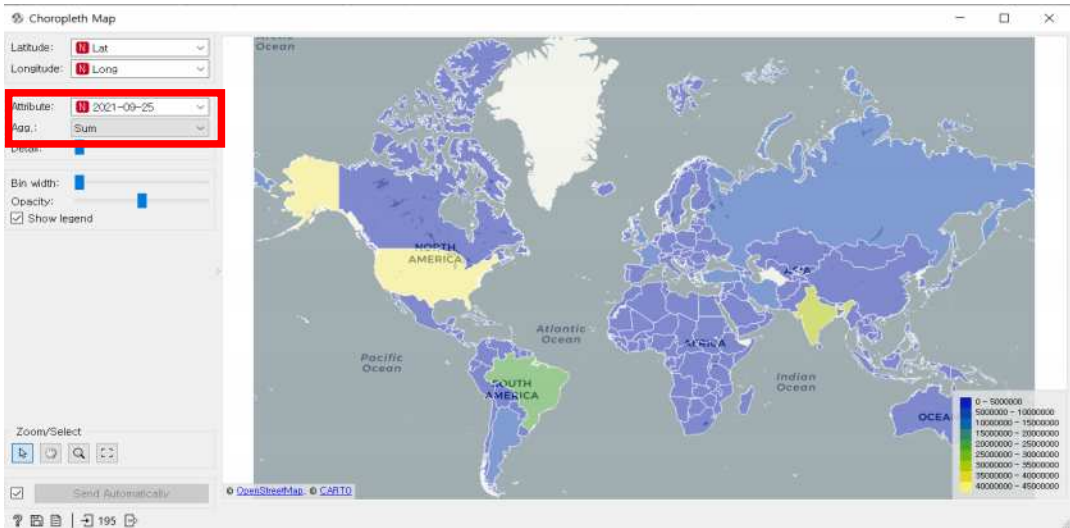 Choropleth Map
Latitude: N Lat
Longitude: N Long
Attribute: N 2021-09-25
Agg.: Sum
Detail:
Bin width:
Opacity:
Show legend
Zoom/Select
Send Automatically
? 195
Ocean
NORTH
AMERICA
Atlantic
Ocean
Pacific
Ocean
SOUTH
AMERICA
AFRICA
ASIA
Indian
Ocean
OCEA
0 - 5000000
5000000 - 10000000
10000000 - 15000000
15000000 - 20000000
20000000 - 25000000
25000000 - 30000000
30000000 - 35000000
35000000 - 40000000
40000000 - 45000000
© OpenStreetMap, © CARTO